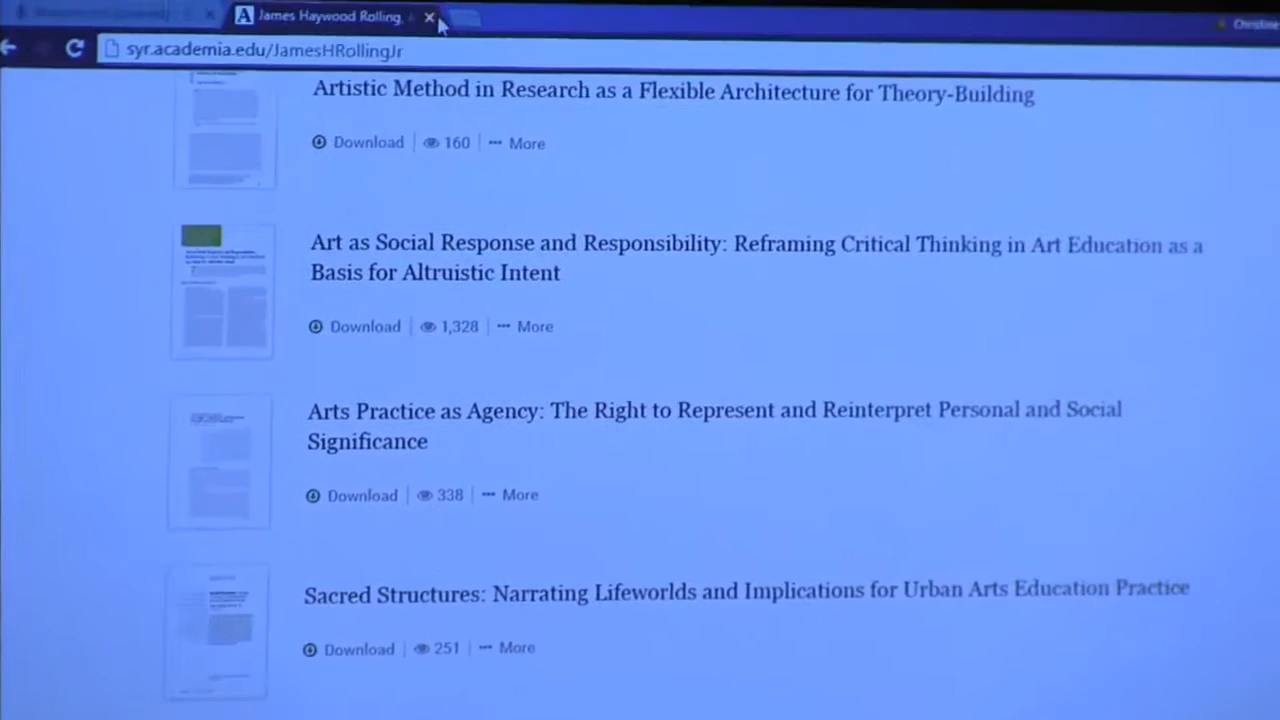 James Haywood Rolling,
Christine
syr.academia.edu/JamesHRollingJr
Artistic Method in Research as a Flexible Architecture for Theory-Building
Download 160 More
Art as Social Response and Responsibility: Reframing Critical Thinking in Art Education as a
Basis for Altruistic Intent
Download 1,328 More
Arts Practice as Agency: The Right to Represent and Reinterpret Personal and Social
Significance
Download 338 More
Sacred Structures: Narrating Lifeworlds and Implications for Urban Arts Education Practice
Download 251 More